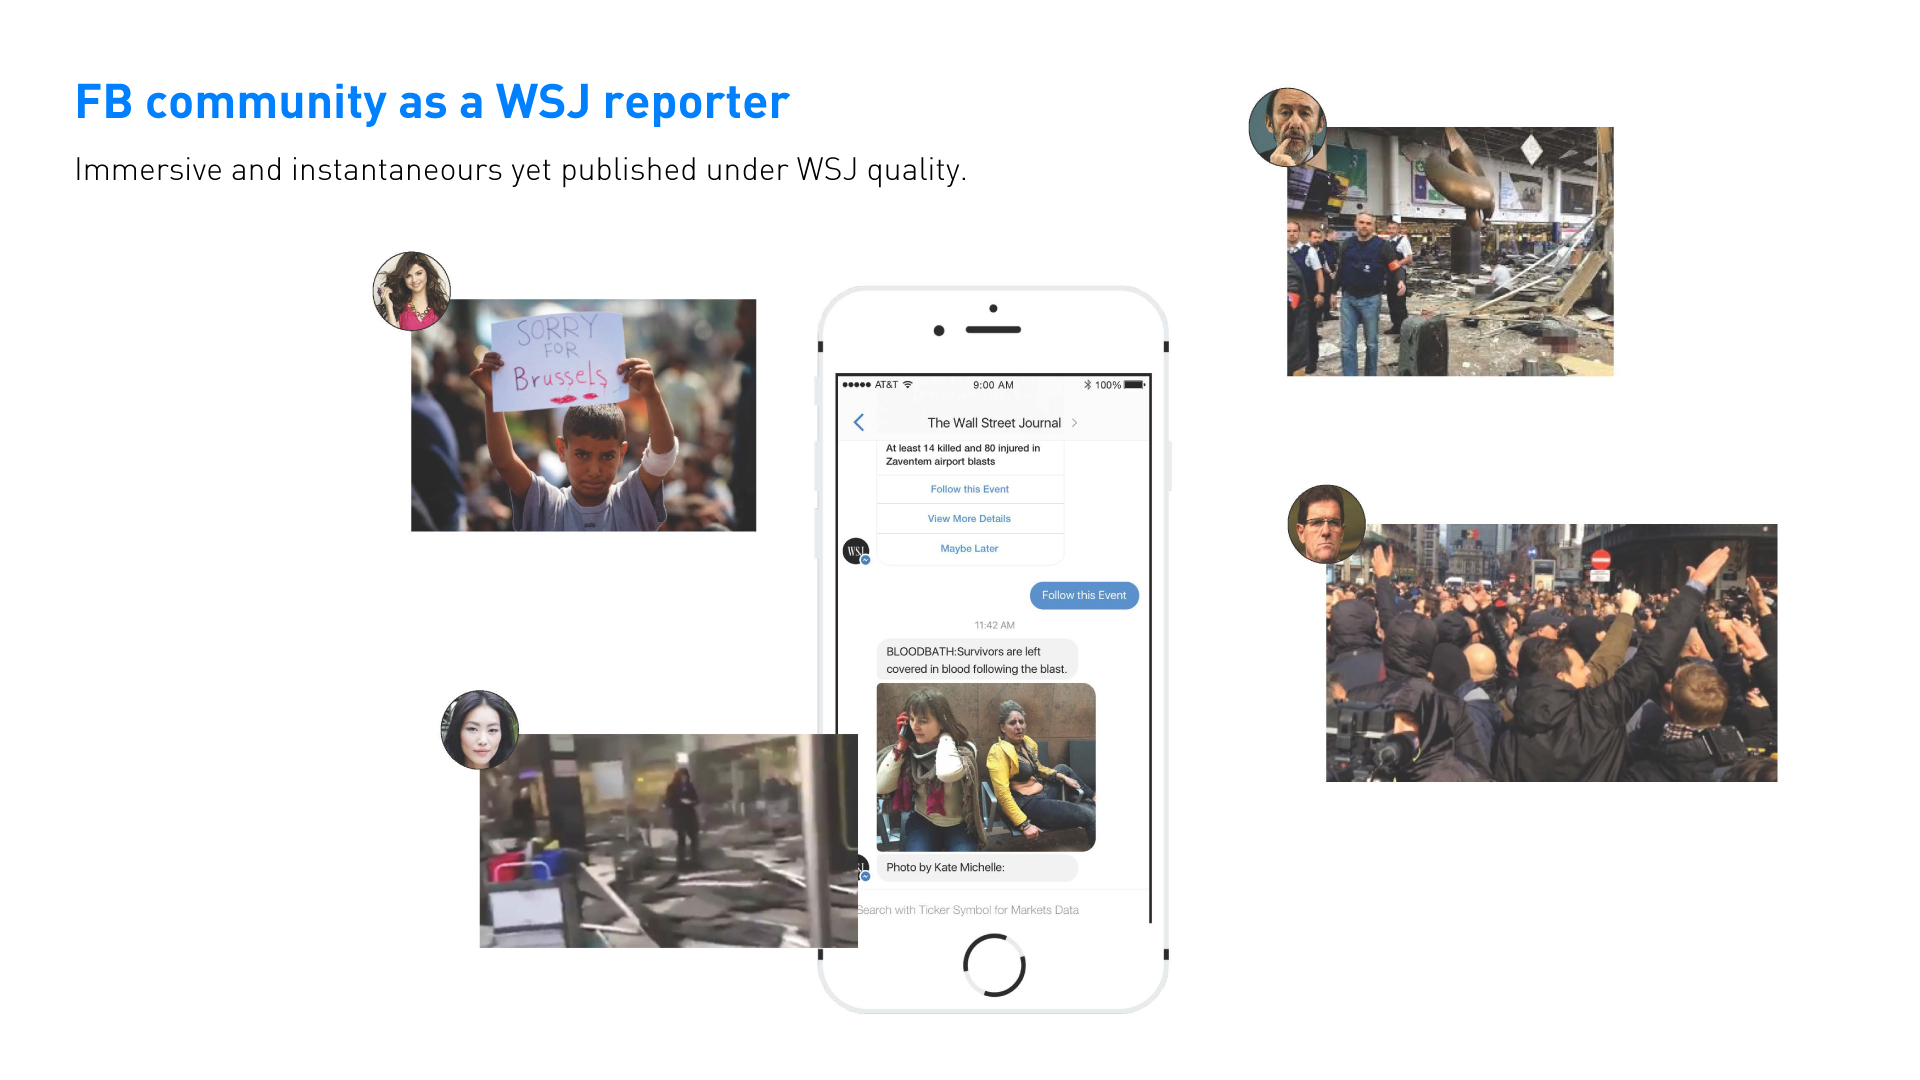 FB community as a WSJ reporter
Immersive and instantaneours yet published under WSJ quality.
SORRY
FOR
Brussels
AT&T 9:00 AM 100%
The Wall Street Journal
At least 14 killed and 80 injured in
Zaventem airport blasts
Follow this Event
View More Details
Maybe Later
WSJ
Follow this Event
11:42 AM
BLOODBATH:Survivors are left
covered in blood following the blast.
Photo by Kate Michelle:
Search with Ticker Symbol for Markets Data